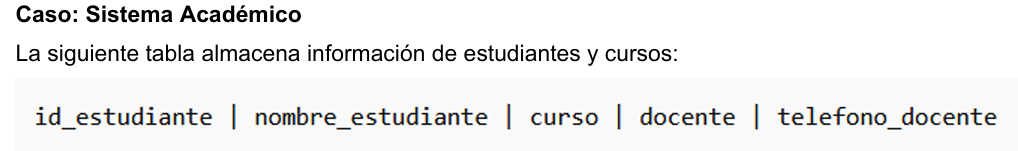 Caso: Sistema Académico
La siguiente tabla almacena información de estudiantes y cursos:
id_estudiante | nombre_estudiante | curso | docente | telefono_docente